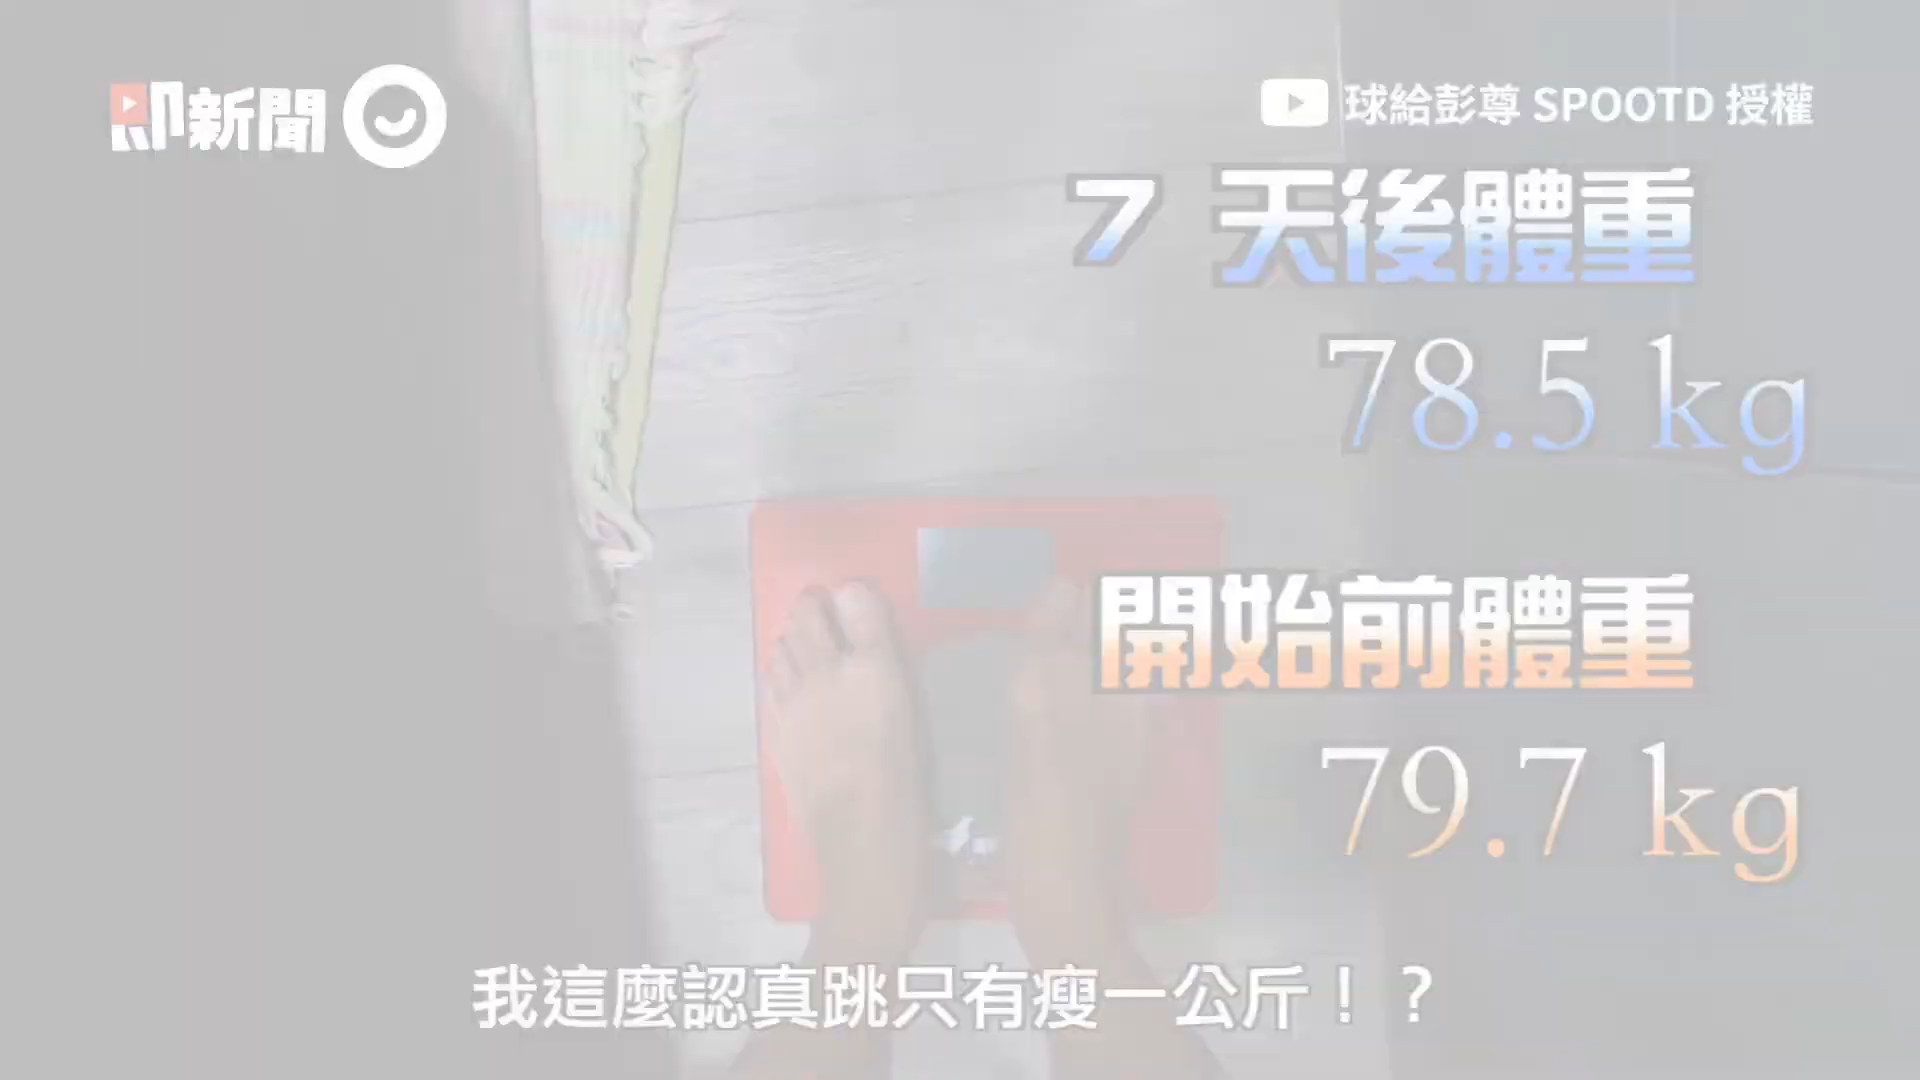 即新聞
球給彭尊 SPOOTD 授權
7 天後體重
78.5 kg
開始前體重
79.7 kg
我這麼認真跳只有瘦一公斤！？